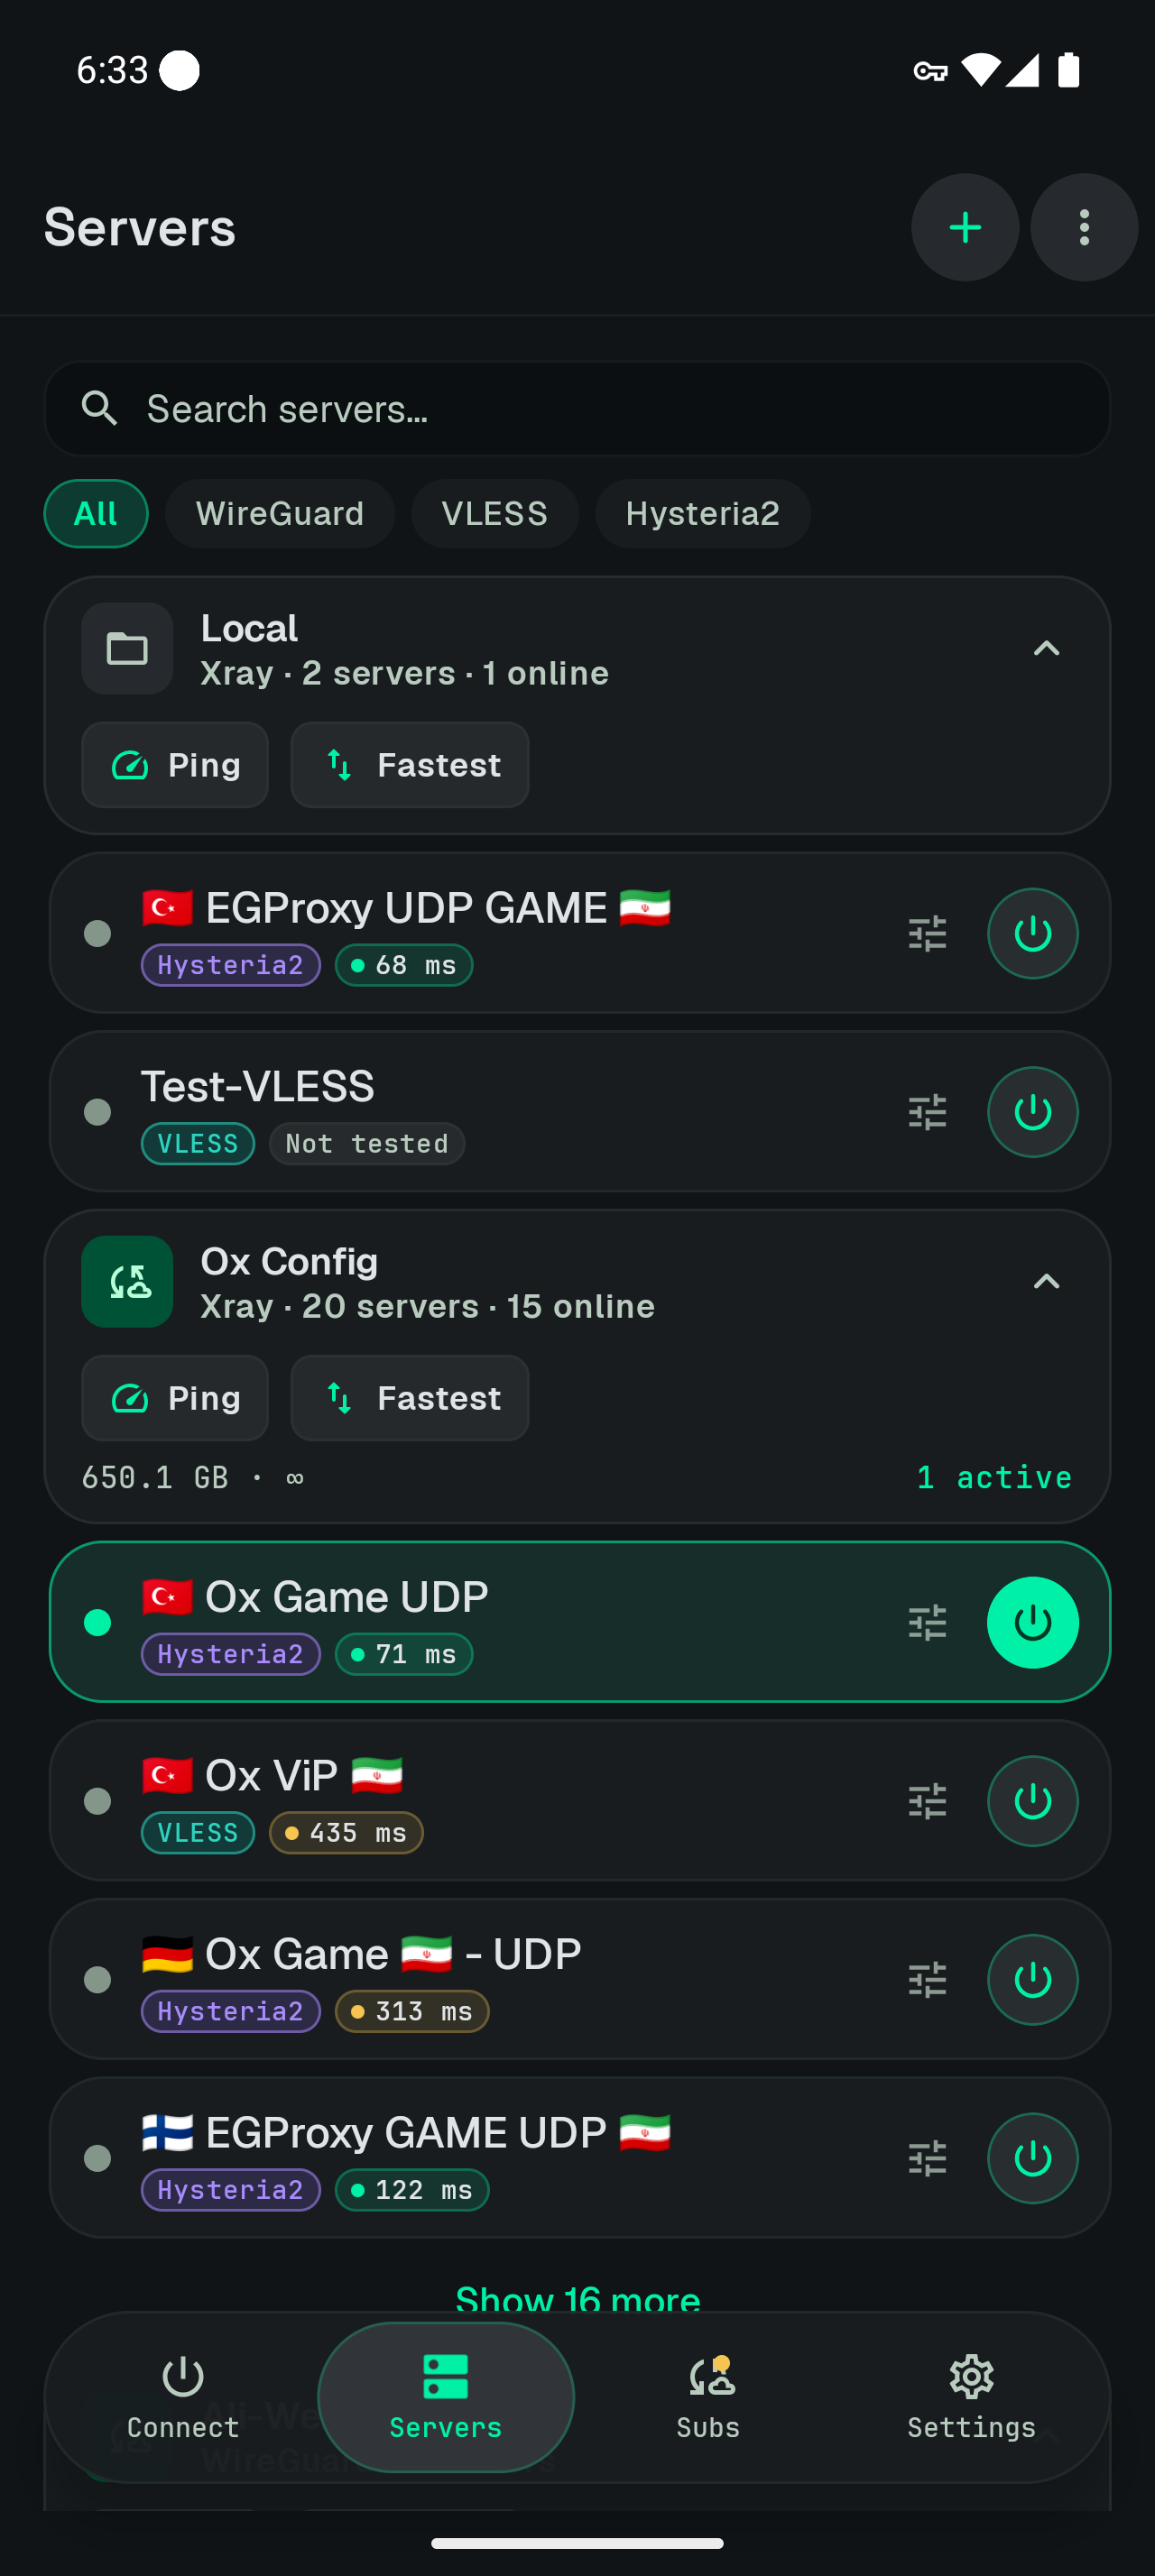 6:33
Servers
Search servers...
All WireGuard VLESS Hysteria2
Local
Xray · 2 servers · 1 online
Ping Fastest
🇹🇷 EGProxy UDP GAME 🇮🇷
Hysteria2 68 ms
Test-VLESS
VLESS Not tested
Ox Config
Xray · 20 servers · 15 online
Ping Fastest
650.1 GB · ∞ 1 active
🇹🇷 Ox Game UDP
Hysteria2 71 ms
🇹🇷 Ox ViP 🇮🇷
VLESS 435 ms
🇩🇪 Ox Game 🇮🇷 - UDP
Hysteria2 313 ms
🇫🇮 EGProxy GAME UDP 🇮🇷
Hysteria2 122 ms
Show 16 more
Connect Servers Subs Settings